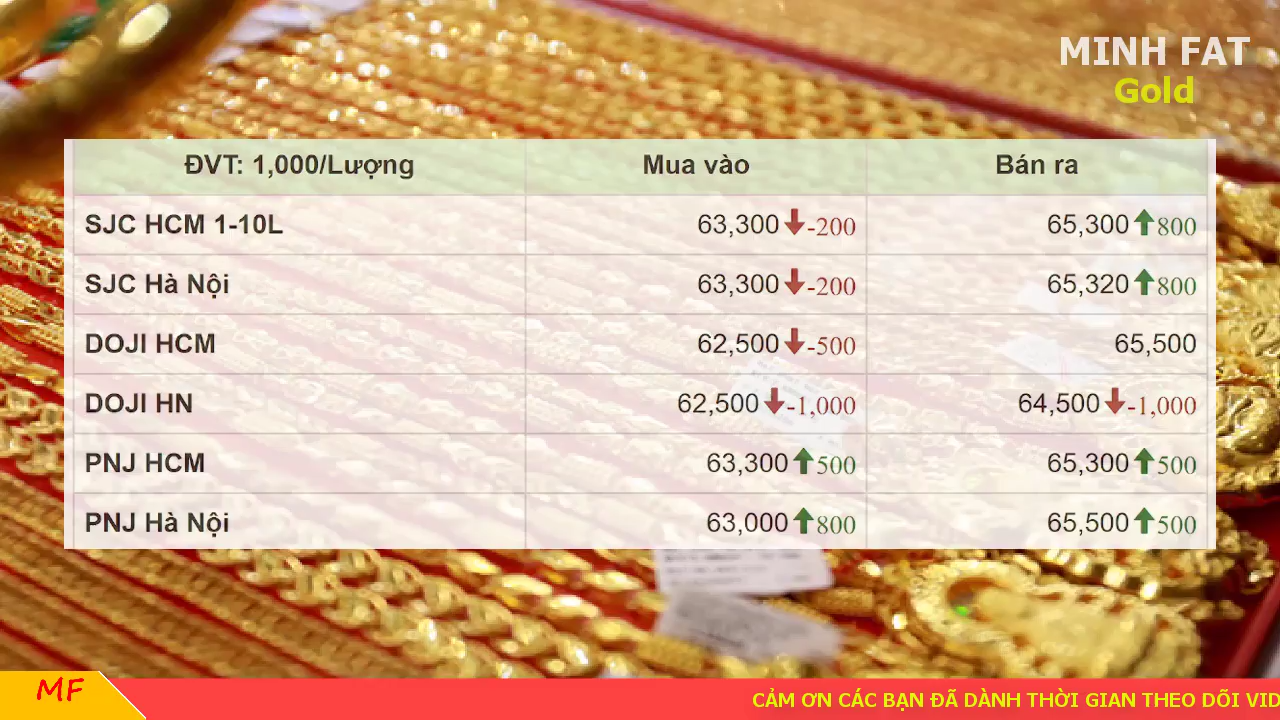 MINH FAT
Gold
ĐVT: 1,000/Lượng Mua vào Bán ra
SJC HCM 1-10L 63,300 -200 65,300 800
SJC Hà Nội 63,300 -200 65,320 800
DOJI HCM 62,500 -500 65,500
DOJI HN 62,500 -1,000 64,500 -1,000
PNJ HCM 63,300 500 65,300 500
PNJ Hà Nội 63,000 800 65,500 500
MF
CẢM ƠN CÁC BẠN ĐÃ DÀNH THỜI GIAN THEO DÕI VID